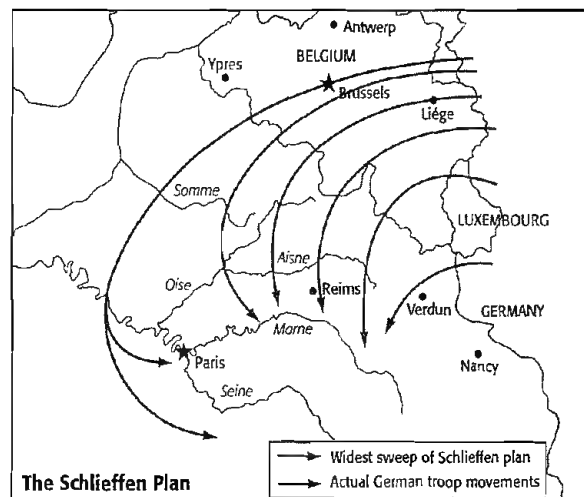 Antwerp
BELGIUM
Ypres
Brussels
Liége
Somme
LUXEMBOURG
Aisne
Oise
Reims
Verdun
GERMANY
Marne
Paris
Nancy
Seine
Widest sweep of Schlieffen plan
Actual German troop movements
The Schlieffen Plan